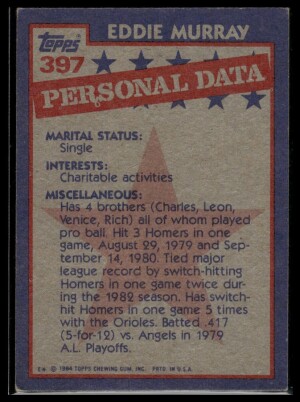 EDDIE MURRAY
Topps
397
PERSONAL DATA
MARITAL STATUS:
Single
INTERESTS:
Charitable activities
MISCELLANEOUS:
Has 4 brothers (Charles, Leon,
Venice, Rich) all of whom played
pro ball. Hit 3 Homers in one
game, August 29, 1979 and Sep-
tember 14, 1980. Tied major
league record by switch-hitting
Homers in one game twice during
the 1982 season. Has switch-
hit Homers in one game 5 times
with the Orioles. Batted .417
(5-for-12) vs. Angels in 1979
A.L. Playoffs.
© 1984 TOPPS CHEWING GUM, INC. PRTD. IN U.S.A.